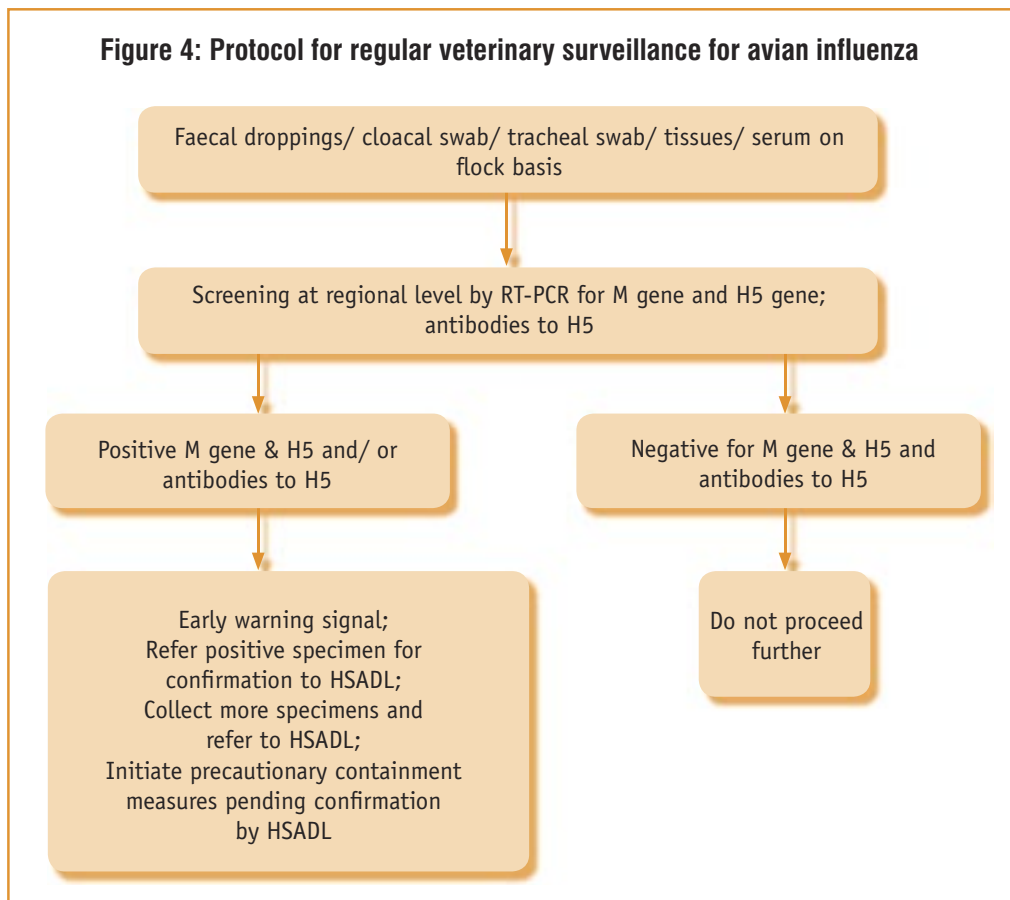 Figure 4: Protocol for regular veterinary surveillance for avian influenza
Faecal droppings/ cloacal swab/ tracheal swab/ tissues/ serum on
flock basis
Screening at regional level by RT-PCR for M gene and H5 gene;
antibodies to H5
Positive M gene & H5 and/ or
antibodies to H5
Negative for M gene & H5 and
antibodies to H5
Early warning signal;
Refer positive specimen for
confirmation to HSADL;
Collect more specimens and
refer to HSADL;
Initiate precautionary containment
measures pending confirmation
by HSADL
Do not proceed
further